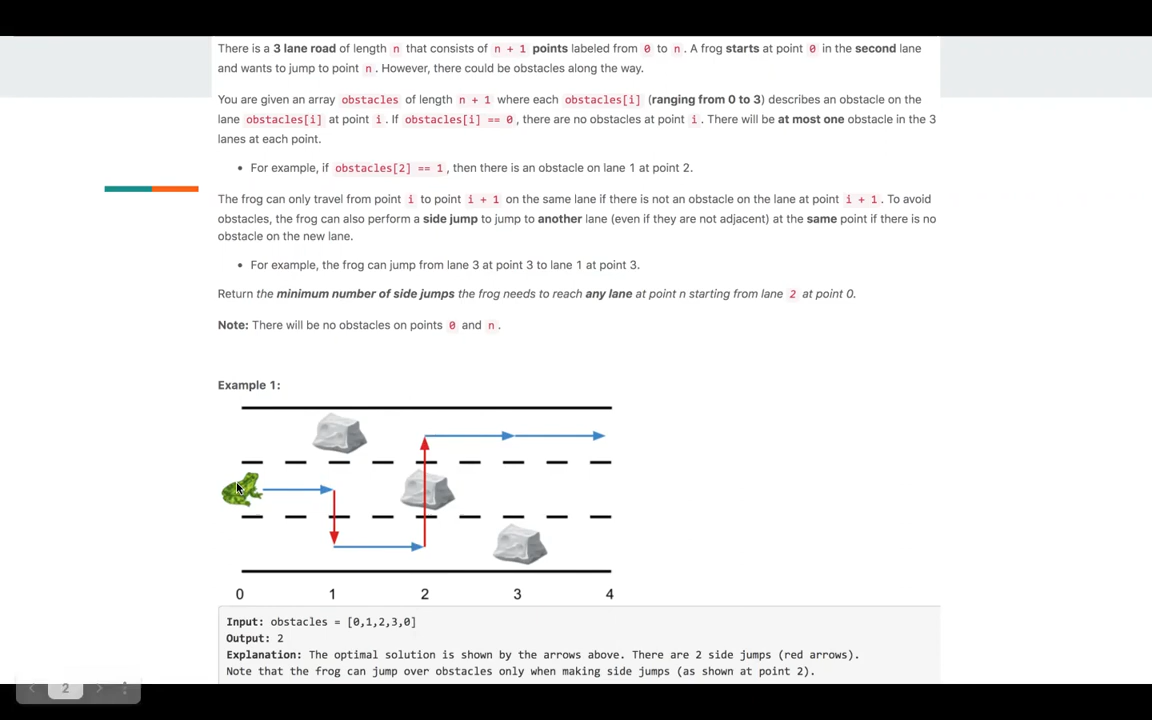 There is a 3 lane road of length n that consists of n + 1 points labeled from 0 to n. A frog starts at point 0 in the second lane
and wants to jump to point n. However, there could be obstacles along the way.
You are given an array obstacles of length n + 1 where each obstacles[i] (ranging from 0 to 3) describes an obstacle on the
lane obstacles[i] at point i. If obstacles[i] == 0, there are no obstacles at point i. There will be at most one obstacle in the 3
lanes at each point.
• For example, if obstacles[2] == 1, then there is an obstacle on lane 1 at point 2.
The frog can only travel from point i to point i + 1 on the same lane if there is not an obstacle on the lane at point i + 1. To avoid
obstacles, the frog can also perform a side jump to jump to another lane (even if they are not adjacent) at the same point if there is no
obstacle on the new lane.
• For example, the frog can jump from lane 3 at point 3 to lane 1 at point 3.
Return the minimum number of side jumps the frog needs to reach any lane at point n starting from lane 2 at point 0.
Note: There will be no obstacles on points 0 and n.
Example 1:
0 1 2 3 4
Input: obstacles = [0,1,2,3,0]
Output: 2
Explanation: The optimal solution is shown by the arrows above. There are 2 side jumps (red arrows).
Note that the frog can jump over obstacles only when making side jumps (as shown at point 2).
2